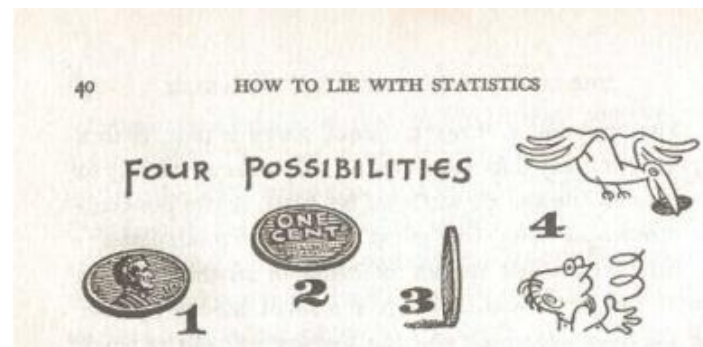 40 HOW TO LIE WITH STATISTICS
FOUR POSSIBILITIES
ONE
CENT
1
2
3
4